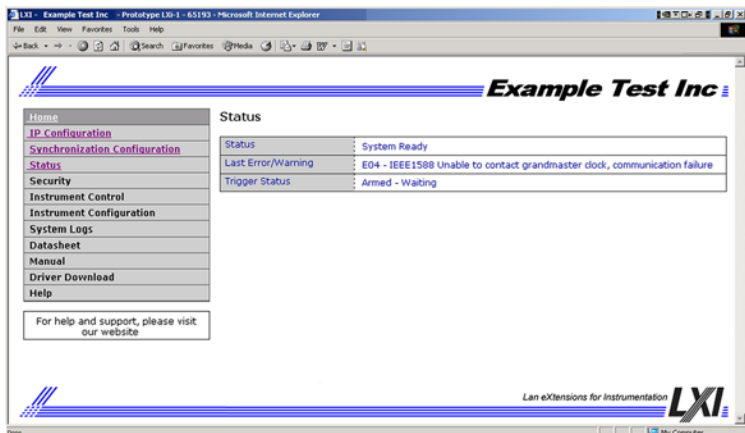 LXI - Example Test Inc - Prototype LXI-1 - 65193 - Microsoft Internet Explorer
File Edit View Favorites Tools Help
Back Search Favorites Media
Example Test Inc
Home
IP Configuration
Synchronization Configuration
Status
Security
Instrument Control
Instrument Configuration
System Logs
Datasheet
Manual
Driver Download
Help
For help and support, please visit
our website
Status
Status System Ready
Last Error/Warning E04 - IEEE1588 Unable to contact grandmaster clock, communication failure
Trigger Status Armed - Waiting
Lan eXtensions for Instrumentation LXI
My Computer